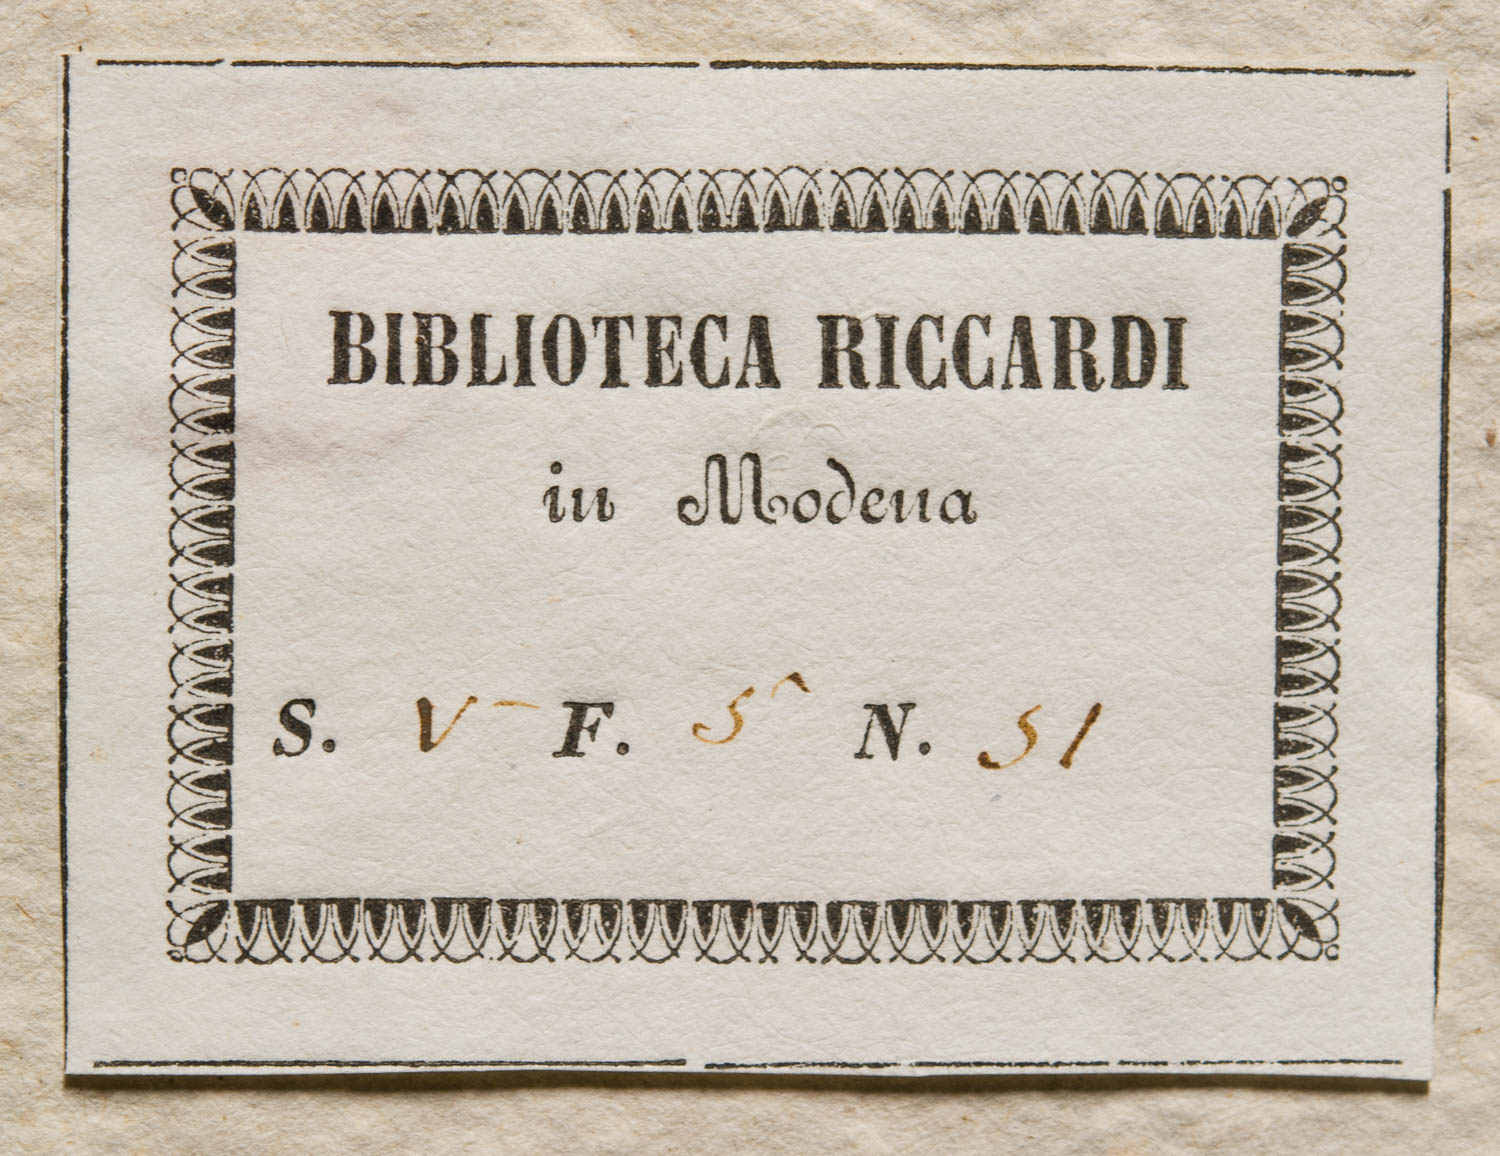 BIBLIOTECA RICCARDI
in Modena
S. V F. 5 N. 51